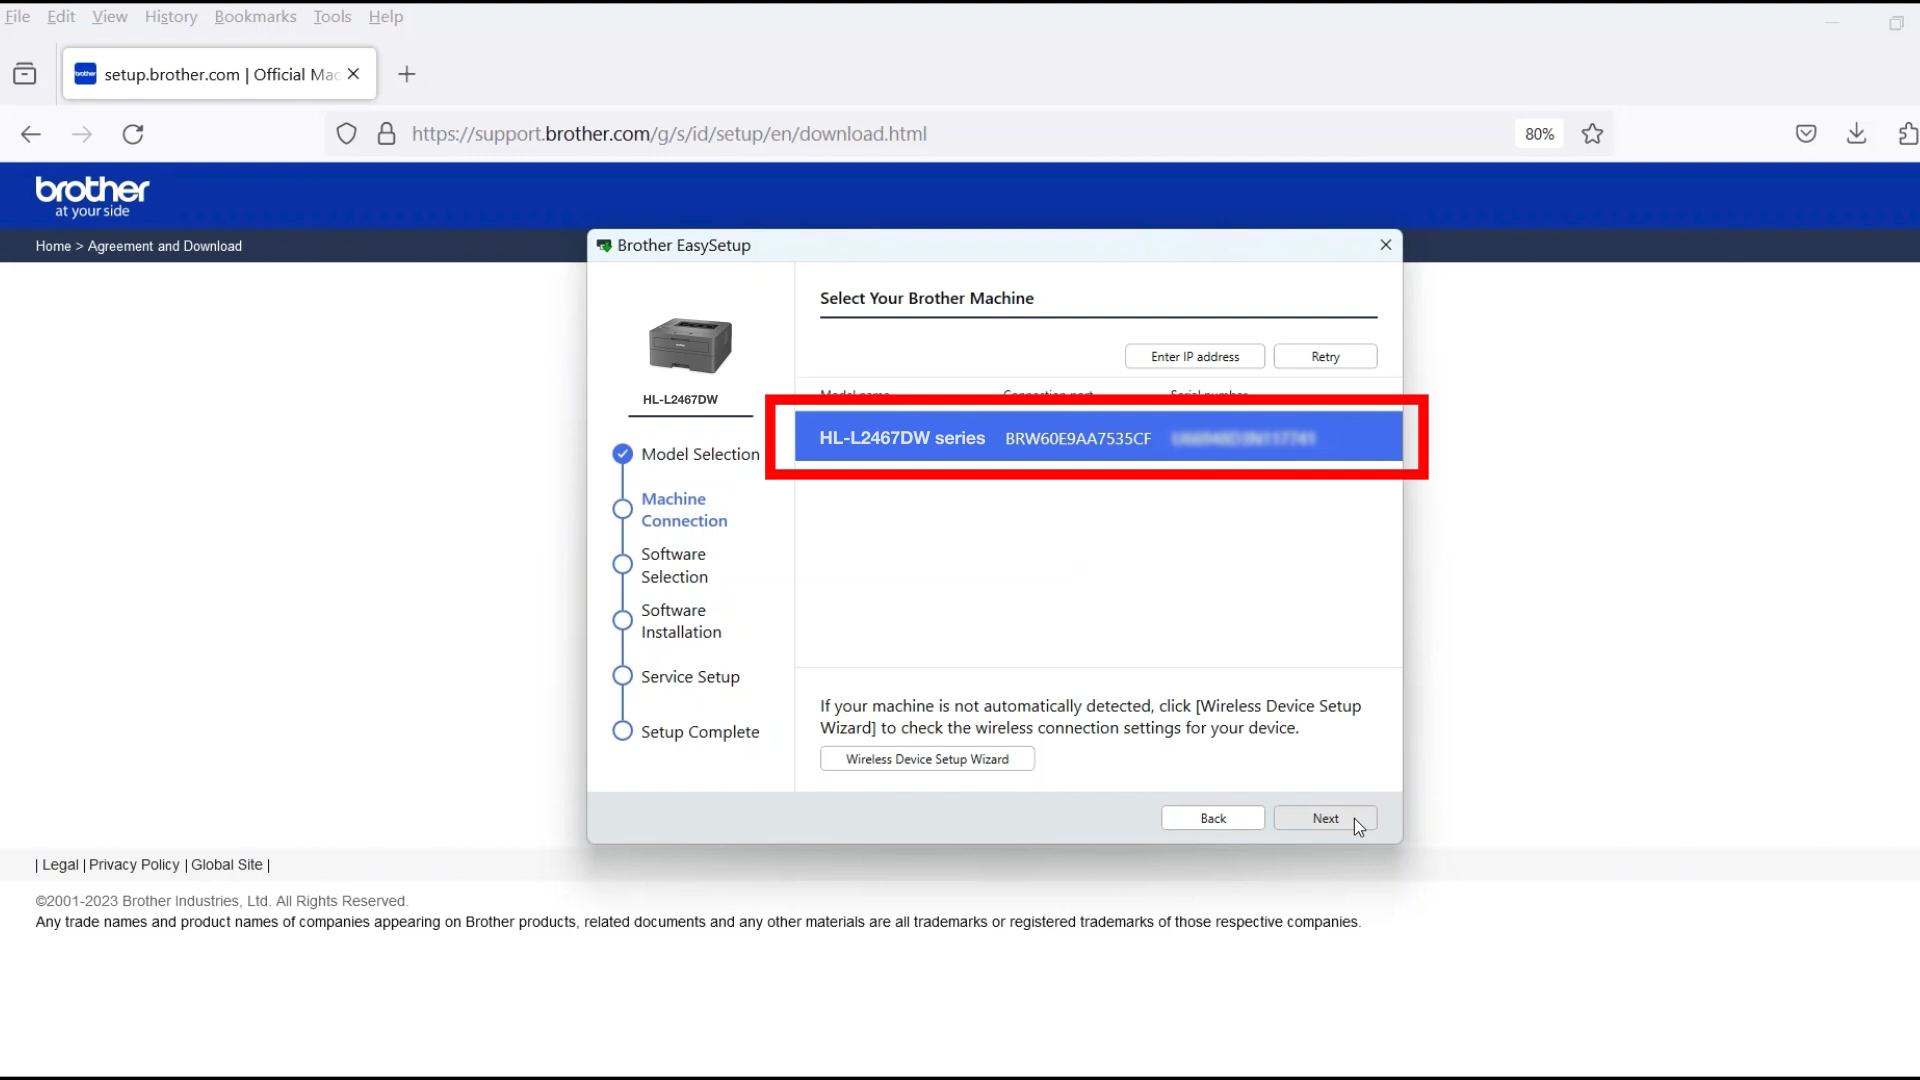 File Edit View History Bookmarks Tools Help
setup.brother.com | Official Mac
https://support.brother.com/g/s/id/setup/en/download.html 80%
brother
at your side
Home > Agreement and Download
Brother EasySetup
HL-L2467DW
Model Selection
Machine
Connection
Software
Selection
Software
Installation
Service Setup
Setup Complete
Select Your Brother Machine
Enter IP address Retry
Model name Connection port Serial number
HL-L2467DW series BRW60E9AA7535CF
If your machine is not automatically detected, click [Wireless Device Setup
Wizard] to check the wireless connection settings for your device.
Wireless Device Setup Wizard
Back Next
| Legal | Privacy Policy | Global Site |
©2001-2023 Brother Industries, Ltd. All Rights Reserved.
Any trade names and product names of companies appearing on Brother products, related documents and any other materials are all trademarks or registered trademarks of those respective companies.